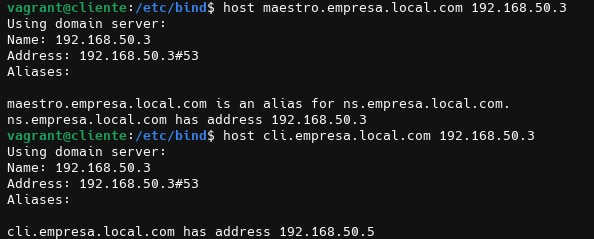 vagrant@cliente:/etc/bind$ host maestro.empresa.local.com 192.168.50.3
Using domain server:
Name: 192.168.50.3
Address: 192.168.50.3#53
Aliases:

maestro.empresa.local.com is an alias for ns.empresa.local.com.
ns.empresa.local.com has address 192.168.50.3
vagrant@cliente:/etc/bind$ host cli.empresa.local.com 192.168.50.3
Using domain server:
Name: 192.168.50.3
Address: 192.168.50.3#53
Aliases:

cli.empresa.local.com has address 192.168.50.5